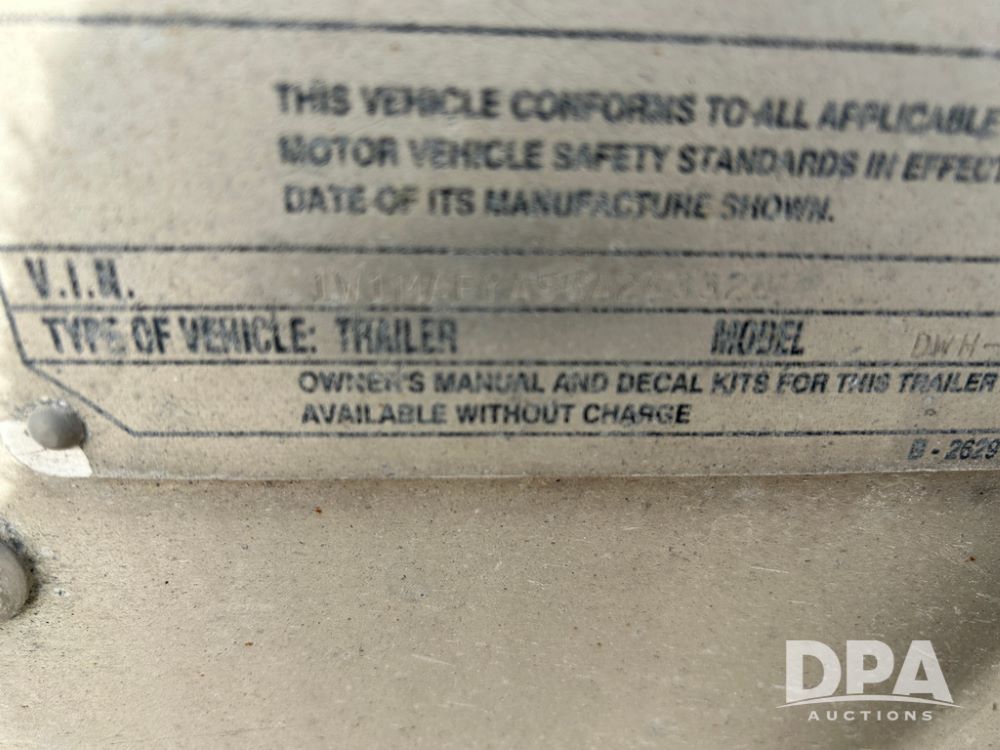 THIS VEHICLE CONFORMS TO ALL APPLICABLE
MOTOR VEHICLE SAFETY STANDARDS IN EFFECT
DATE OF ITS MANUFACTURE SHOWN.
V.I.N.
TYPE OF VEHICLE: TRAILER MODEL DWH-
OWNER'S MANUAL AND DECAL KITS FOR THIS TRAILER
AVAILABLE WITHOUT CHARGE
B - 2629
DPA
AUCTIONS